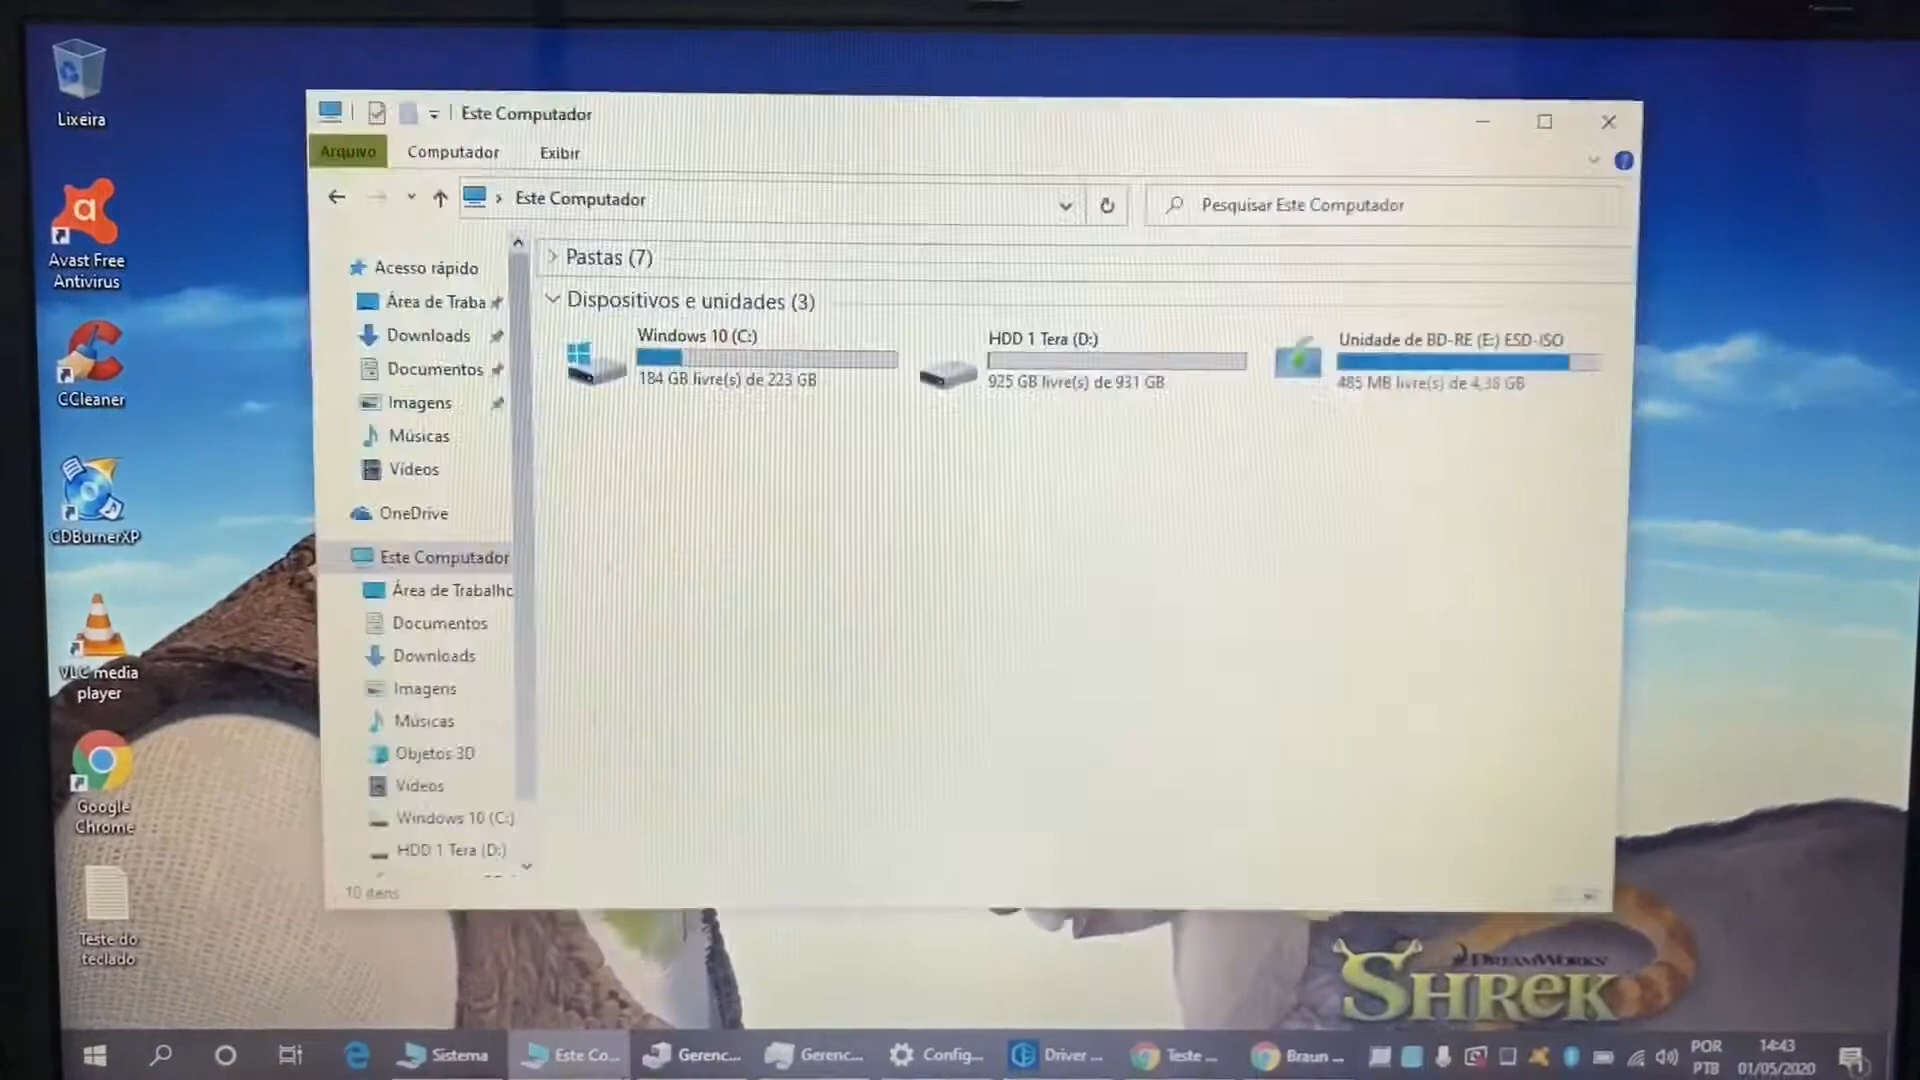 Lixeira
Avast Free
Antivirus
CCleaner
CDBurnerXP
VLC media
player
Google
Chrome
Teste do
teclado
Este Computador
Arquivo
Computador
Exibir
Este Computador
Pesquisar Este Computador
Acesso rápido
Área de Traba
Downloads
Documentos
Imagens
Músicas
Vídeos
OneDrive
Este Computador
Área de Trabalho
Documentos
Downloads
Imagens
Músicas
Objetos 3D
Vídeos
Windows 10 (C:)
HDD 1 Tera (D:)
10 itens
Pastas (7)
Dispositivos e unidades (3)
Windows 10 (C:)
184 GB livre(s) de 223 GB
HDD 1 Tera (D:)
925 GB livre(s) de 931 GB
Unidade de BD-RE (E:) ESD-ISO
485 MB livre(s) de 4,38 GB
DREAMWORKS
SHREK
Sistema
Este Co...
Gerenc...
Gerenc...
Config...
Driver ...
Teste ...
Braun ...
POR
PTB
14:43
01/05/2020